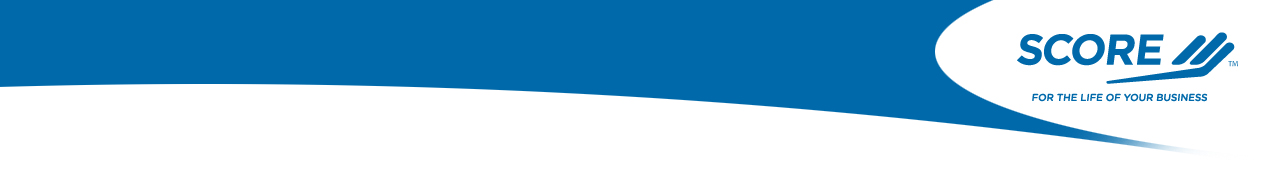 SCORE
TM
FOR THE LIFE OF YOUR BUSINESS